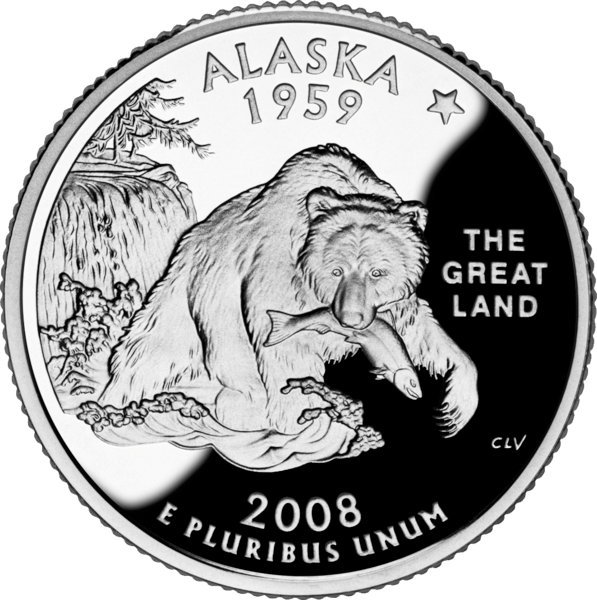 ALASKA
1959
THE
GREAT
LAND
CLV
2008
E PLURIBUS UNUM